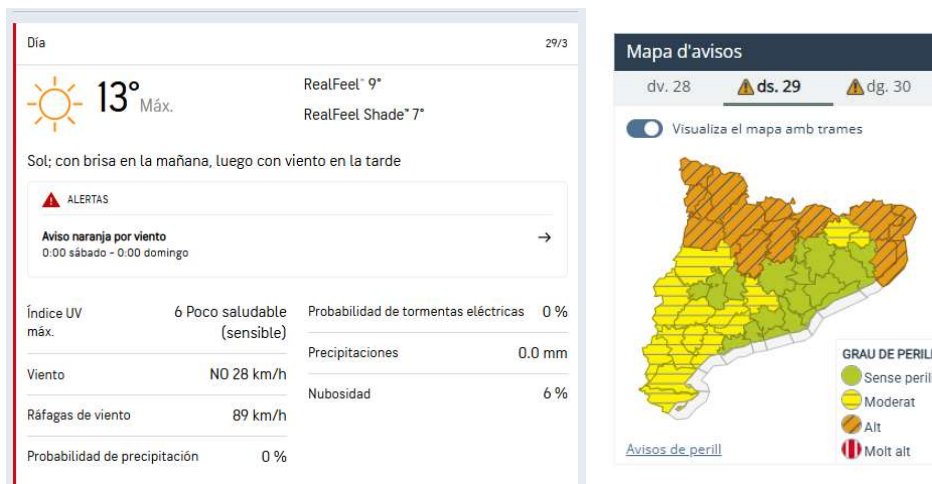 Día 29/3
13° Máx.
RealFeel® 9°
RealFeel Shade™ 7°
Sol; con brisa en la mañana, luego con viento en la tarde
ALERTAS
Aviso naranja por viento
0:00 sábado - 0:00 domingo
Índice UV máx. 6 Poco saludable (sensible)
Viento NO 28 km/h
Ráfagas de viento 89 km/h
Probabilidad de precipitación 0 %
Probabilidad de tormentas eléctricas 0 %
Precipitaciones 0.0 mm
Nubosidad 6 %
Mapa d'avisos
dv. 28 ds. 29 dg. 30
Visualiza el mapa amb trames
GRAU DE PERILL
Sense perill
Moderat
Alt
Molt alt
Avisos de perill